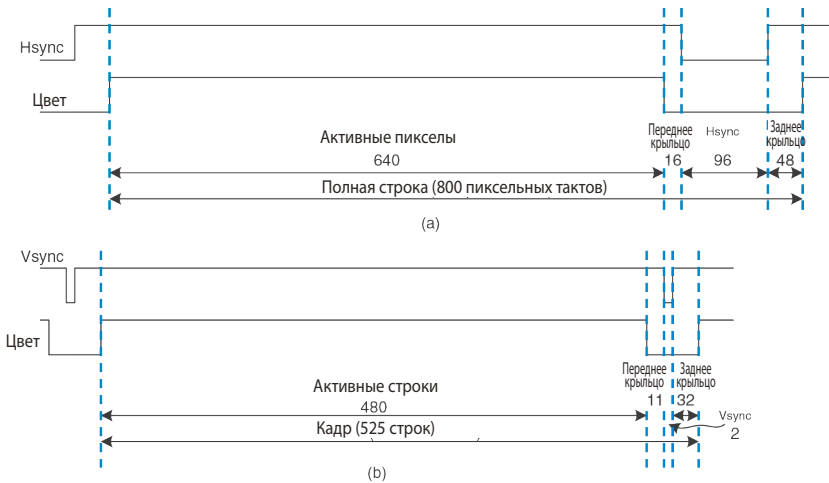 Hsync
Цвет
Активные пикселы
640
Переднее
крыльцо
16
Hsync
96
Заднее
крыльцо
48
Полная строка (800 пиксельных тактов)
(a)
Vsync
Цвет
Активные строки
480
Переднее
крыльцо
11
Заднее
крыльцо
32
Vsync
2
Кадр (525 строк)
(b)